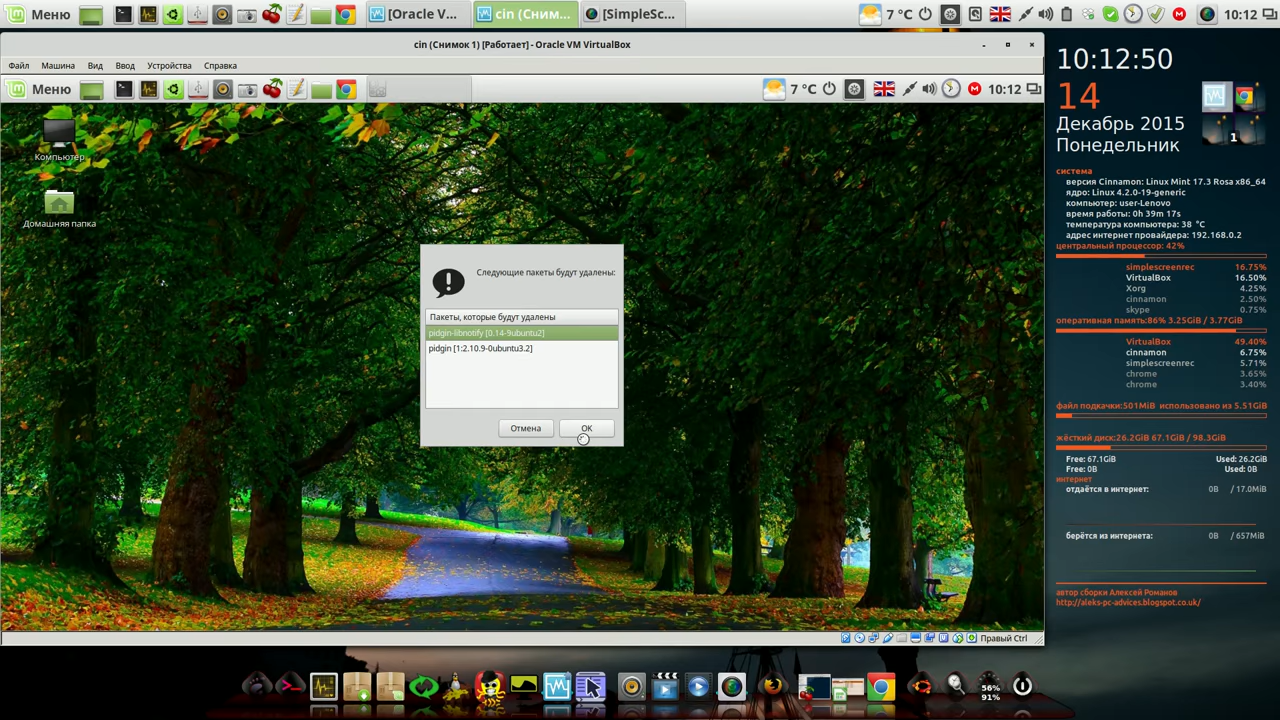 Меню
[Oracle V...
cin (Сним...
[SimpleSc...
7 °C
10:12
cin (Снимок 1) [Работает] - Oracle VM VirtualBox
Файл Машина Вид Ввод Устройства Справка
Меню
7 °C
10:12
Компьютер
Домашняя папка
Следующие пакеты будут удалены:
Пакеты, которые будут удалены
pidgin-libnotify [0.14-9ubuntu2]
pidgin [1:2.10.9-0ubuntu3.2]
Отмена
OK
Правый Ctrl
10:12:50
14
Декабрь 2015
Понедельник
1
система
версия Cinnamon: Linux Mint 17.3 Rosa x86_64
ядро: Linux 4.2.0-19-generic
компьютер: user-Lenovo
время работы: 0h 39m 17s
температура компьютера: 38 °C
адрес интернет провайдера: 192.168.0.2
центральный процессор: 42%
simplescreenrec 16.75%
VirtualBox 16.50%
Xorg 4.25%
cinnamon 2.50%
skype 0.75%
оперативная память:86% 3.25GiB / 3.77GiB
VirtualBox 49.40%
cinnamon 6.75%
simplescreenrec 5.71%
chrome 3.65%
chrome 3.40%
файл подкачки:501MiB использовано из 5.51GiB
жёсткий диск:26.2GiB 67.1GiB / 98.3GiB
Free: 67.1GiB Used: 26.2GiB
Free: 0B Used: 0B
интернет
отдаётся в интернет: 0B / 17.0MiB
берётся из интернета: 0B / 657MiB
автор сборки Алексей Романов
http://aleks-pc-advices.blogspot.co.uk/
56%
91%